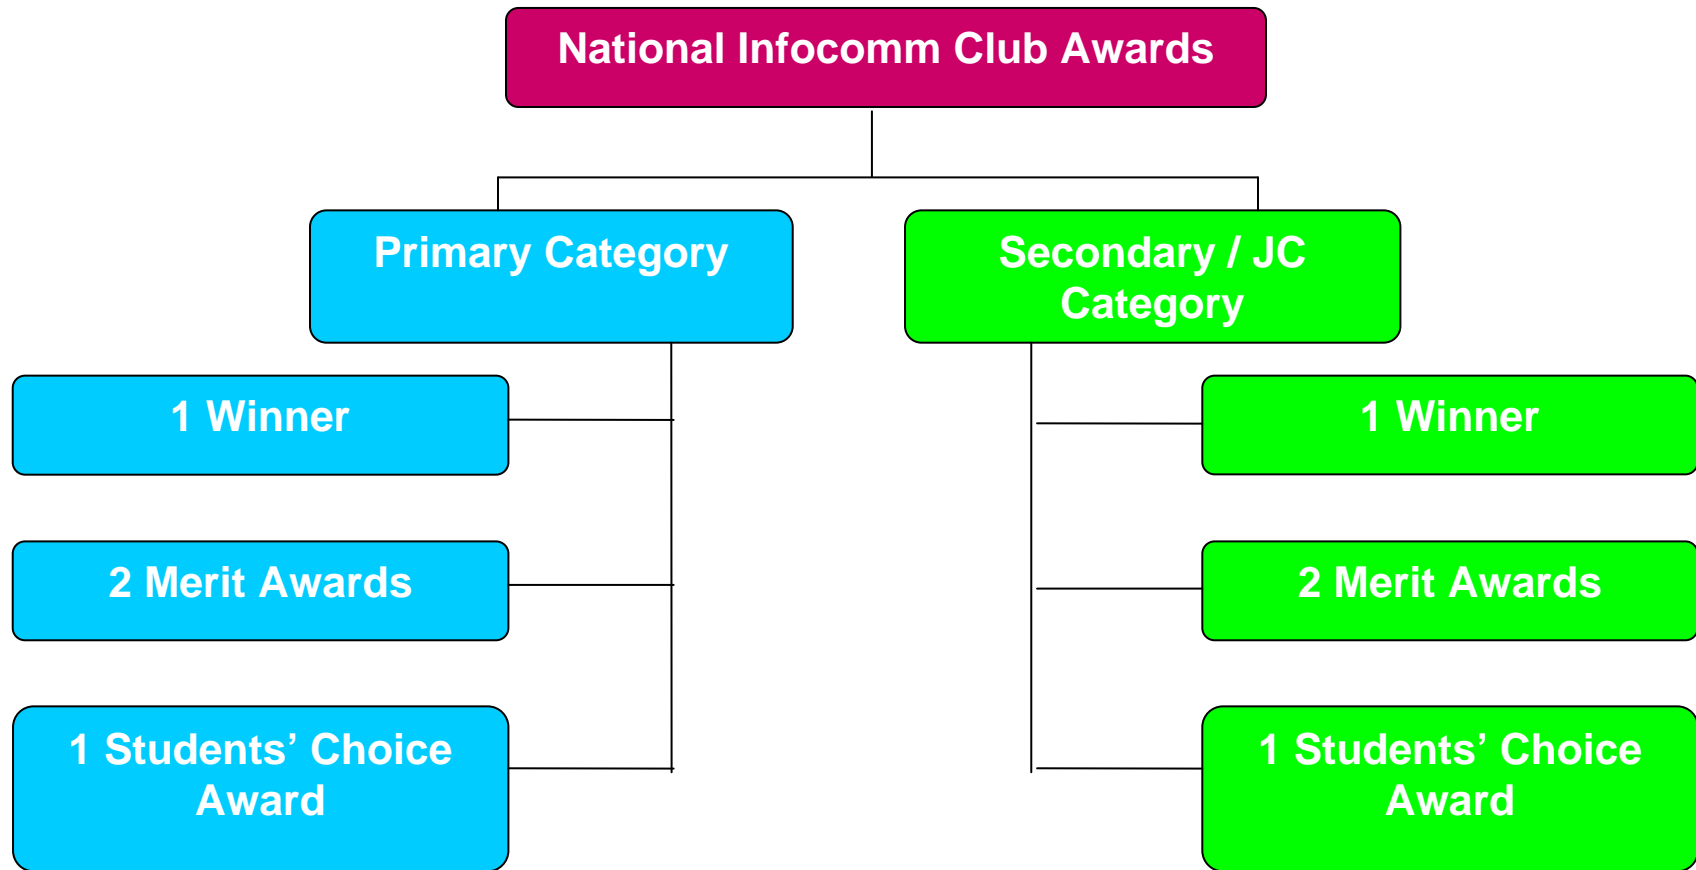 National Infocomm Club Awards
Primary Category
Secondary / JC
Category
1 Winner
1 Winner
2 Merit Awards
2 Merit Awards
1 Students’ Choice
Award
1 Students’ Choice
Award